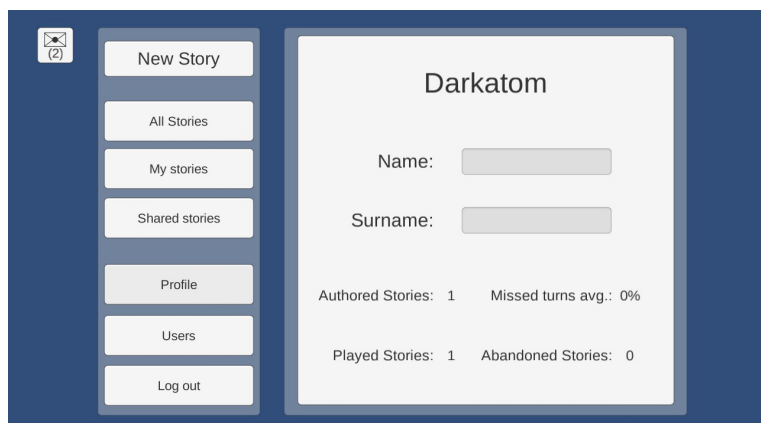 (2)
New Story
All Stories
My stories
Shared stories
Profile
Users
Log out
Darkatom
Name:
Surname:
Authored Stories: 1 Missed turns avg.: 0%
Played Stories: 1 Abandoned Stories: 0